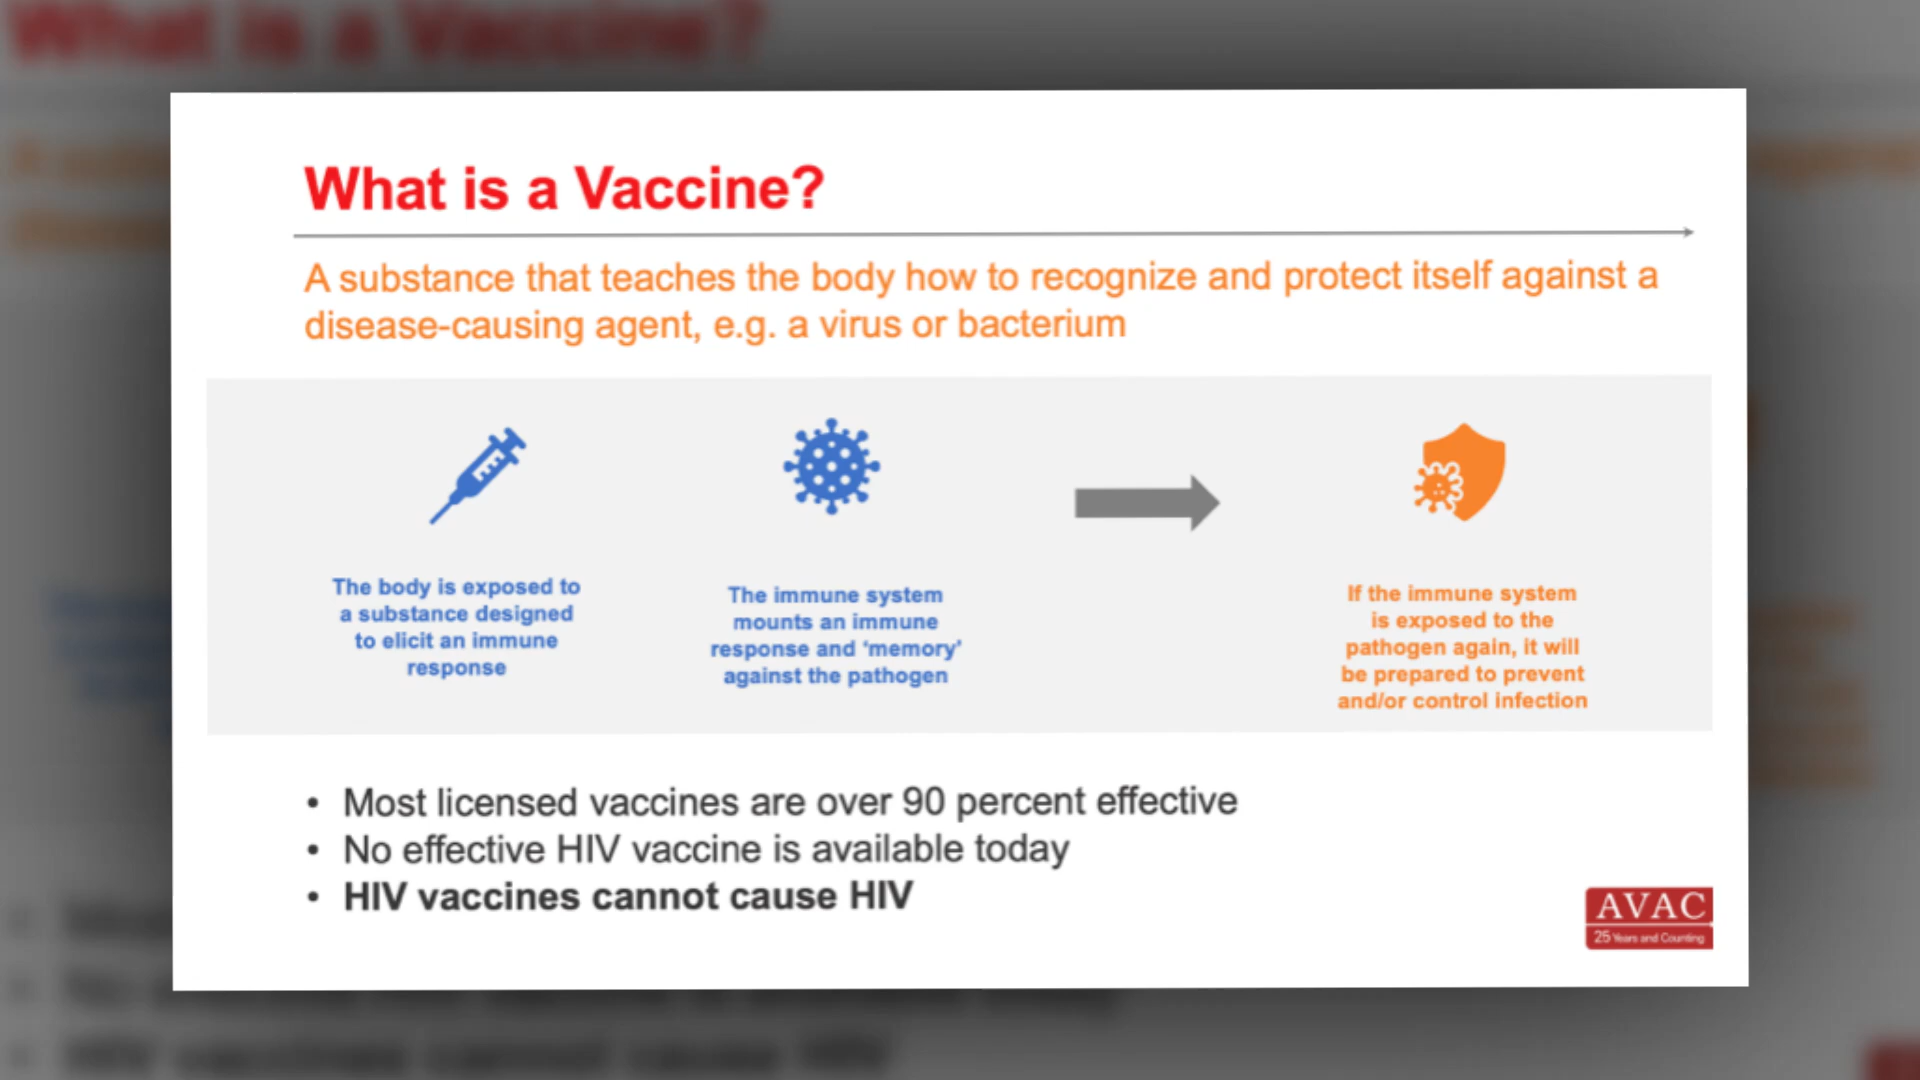 What is a Vaccine?
A substance that teaches the body how to recognize and protect itself against a
disease-causing agent, e.g. a virus or bacterium
The body is exposed to
a substance designed
to elicit an immune
response
The immune system
mounts an immune
response and ‘memory’
against the pathogen
If the immune system
is exposed to the
pathogen again, it will
be prepared to prevent
and/or control infection
• Most licensed vaccines are over 90 percent effective
• No effective HIV vaccine is available today
• HIV vaccines cannot cause HIV
AVAC
25 Years and Counting